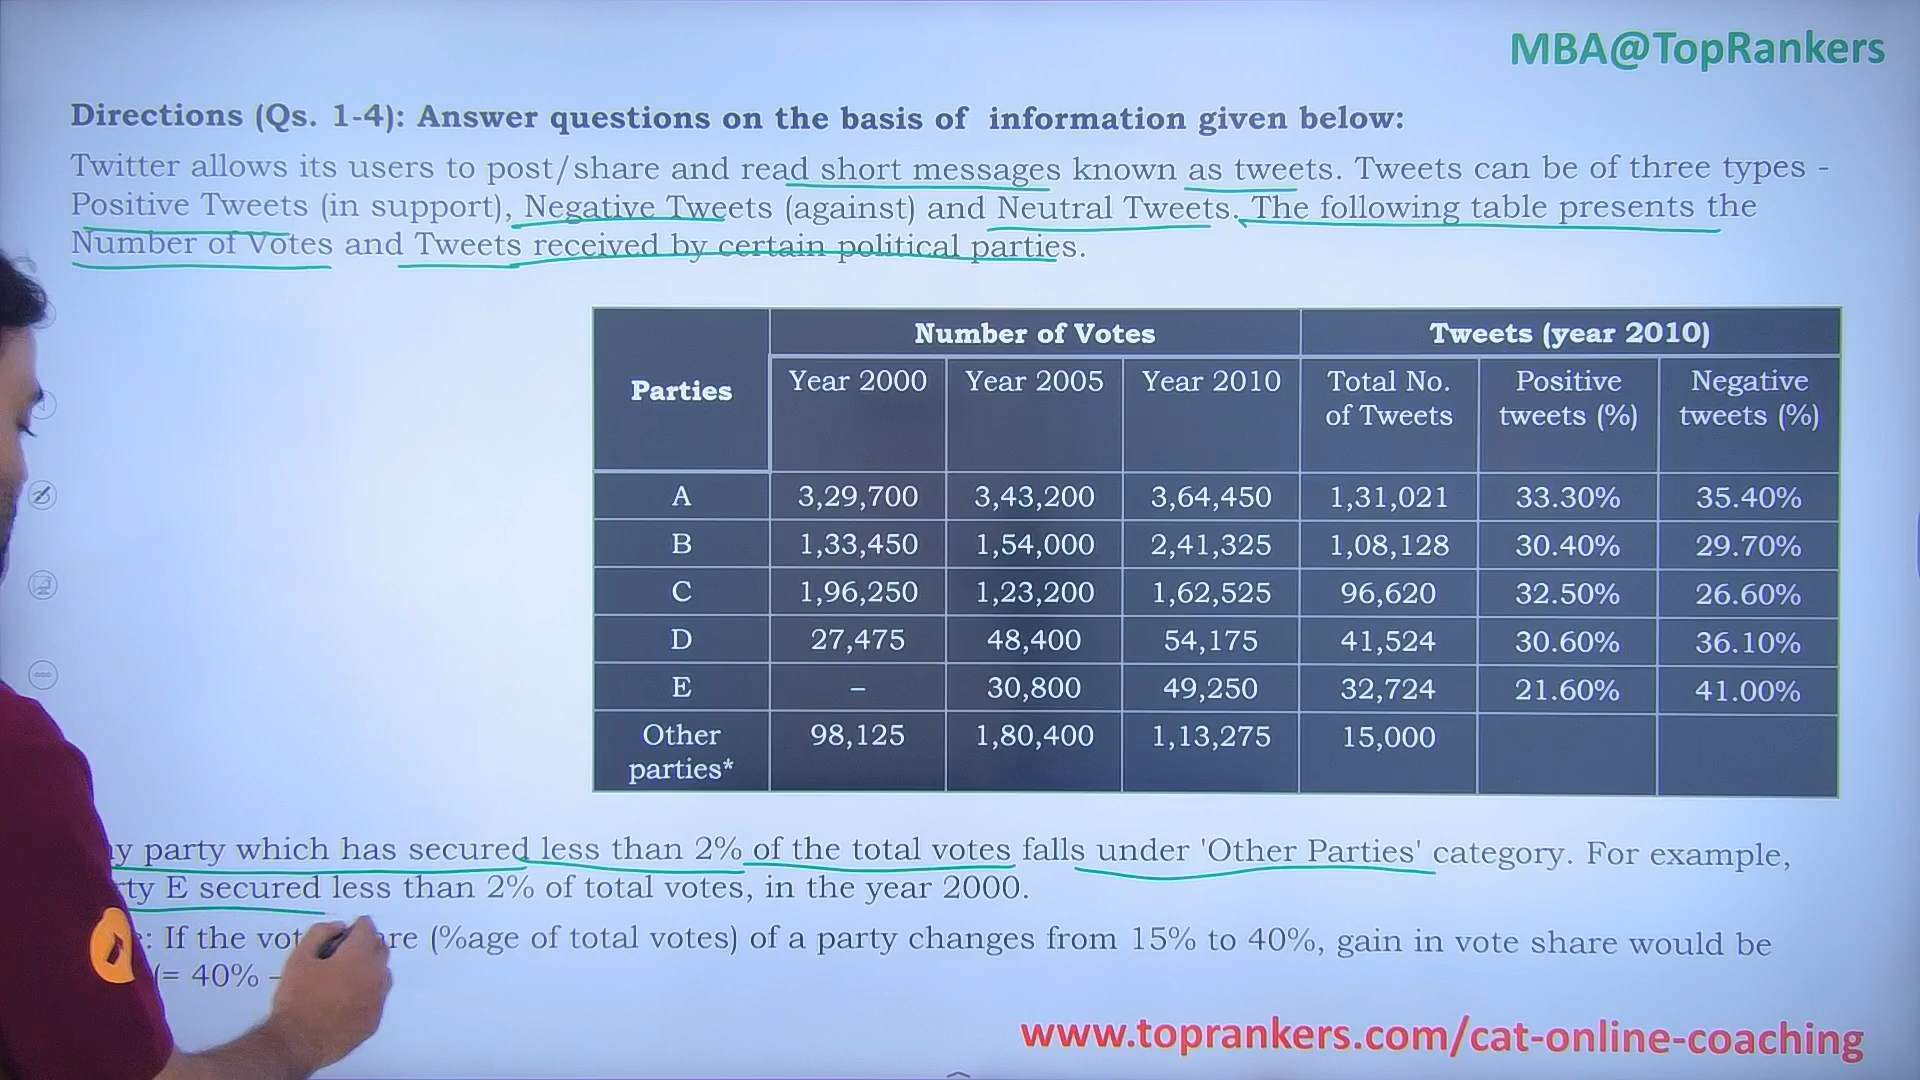 MBA@TopRankers
Directions (Qs. 1-4): Answer questions on the basis of information given below:
Twitter allows its users to post/share and read short messages known as tweets. Tweets can be of three types -
Positive Tweets (in support), Negative Tweets (against) and Neutral Tweets. The following table presents the
Number of Votes and Tweets received by certain political parties.
Parties Number of Votes Tweets (year 2010)
Year 2000 Year 2005 Year 2010 Total No. of Tweets Positive tweets (%) Negative tweets (%)
A 3,29,700 3,43,200 3,64,450 1,31,021 33.30% 35.40%
B 1,33,450 1,54,000 2,41,325 1,08,128 30.40% 29.70%
C 1,96,250 1,23,200 1,62,525 96,620 32.50% 26.60%
D 27,475 48,400 54,175 41,524 30.60% 36.10%
E – 30,800 49,250 32,724 21.60% 41.00%
Other parties* 98,125 1,80,400 1,13,275 15,000
party which has secured less than 2% of the total votes falls under 'Other Parties' category. For example,
E secured less than 2% of total votes, in the year 2000.
: If the (%age of total votes) of a party changes from 15% to 40%, gain in vote share would be
(= 40% –
www.toprankers.com/cat-online-coaching